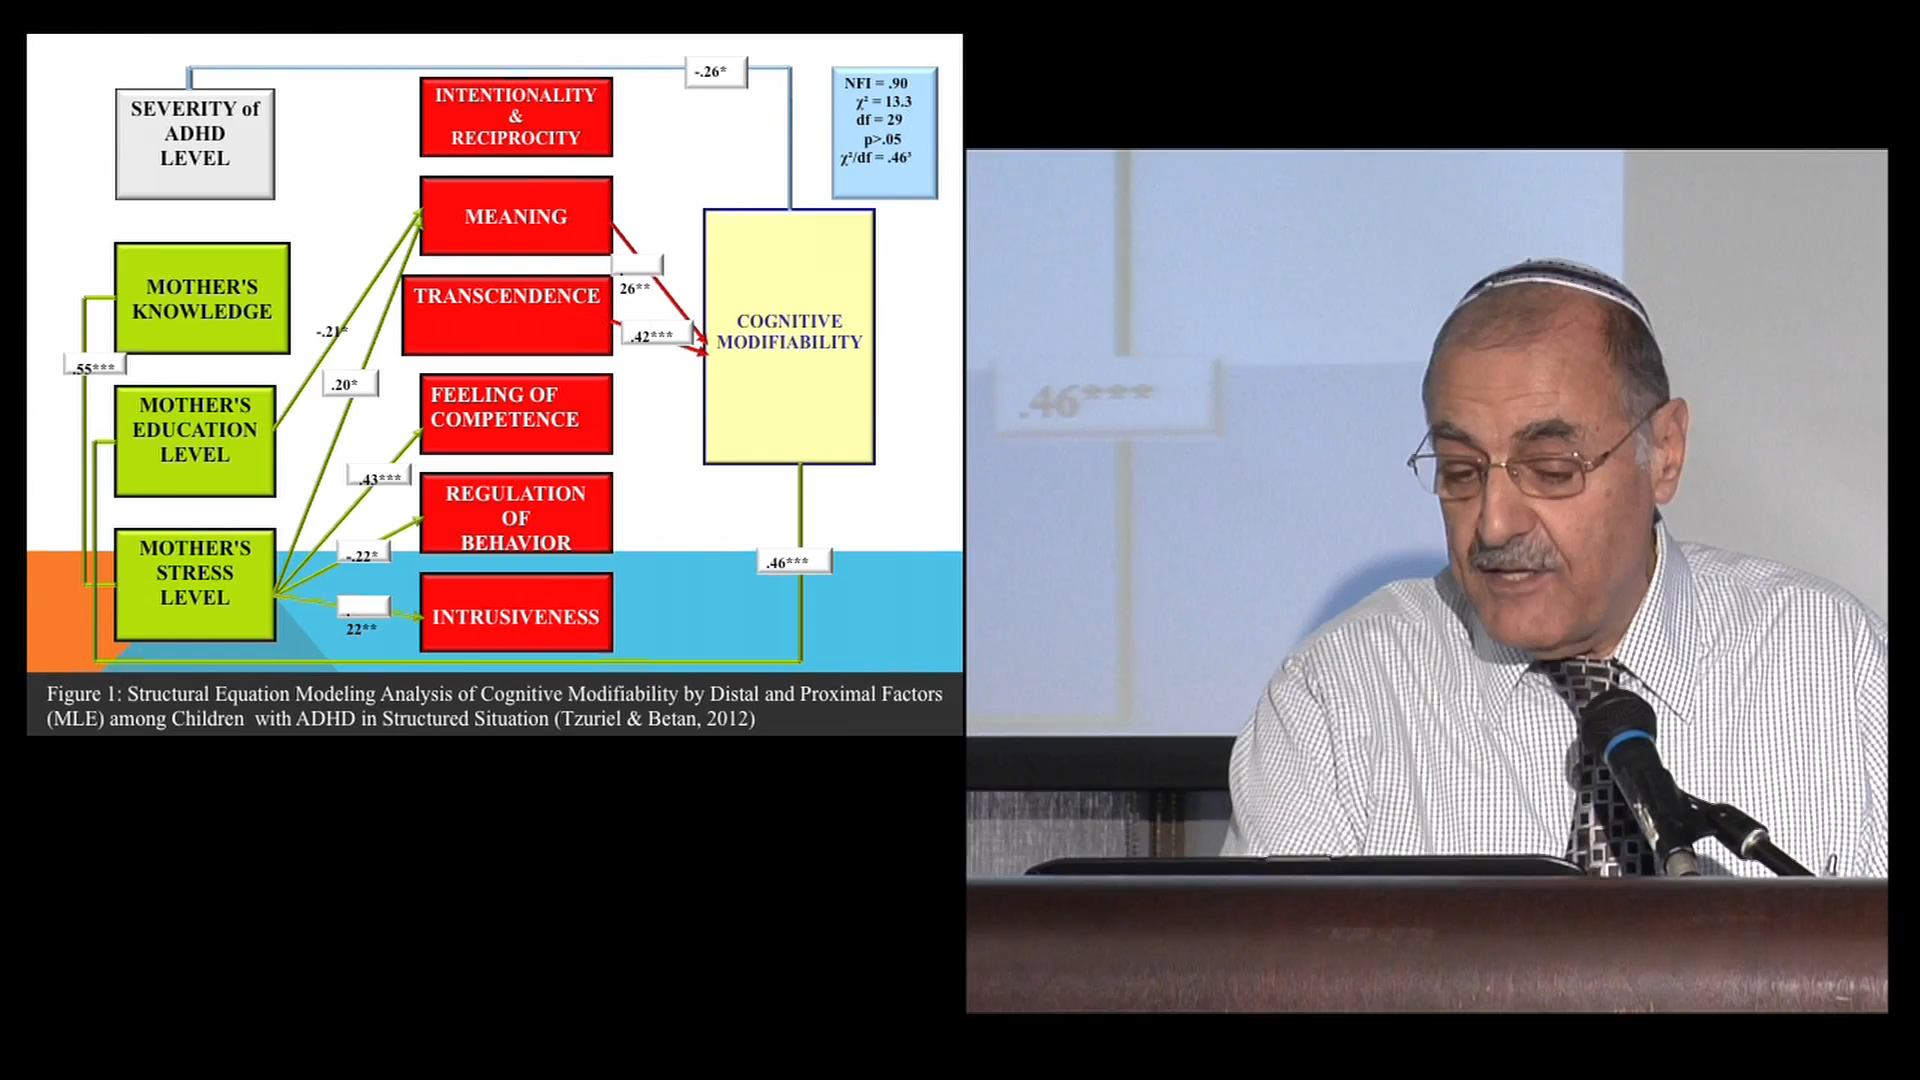 -.26*
NFI = .90
χ² = 13.3
df = 29
p>.05
χ²/df = .46³
SEVERITY of
ADHD
LEVEL
INTENTIONALITY
&
RECIPROCITY
MEANING
MOTHER'S
KNOWLEDGE
.
26**
TRANSCENDENCE
.42***
COGNITIVE
MODIFIABILITY
-.21*
.55***
.20*
MOTHER'S
EDUCATION
LEVEL
FEELING OF
COMPETENCE
.43***
REGULATION
OF
BEHAVIOR
-.22*
.46***
MOTHER'S
STRESS
LEVEL
.
22**
INTRUSIVENESS
Figure 1: Structural Equation Modeling Analysis of Cognitive Modifiability by Distal and Proximal Factors
(MLE) among Children with ADHD in Structured Situation (Tzuriel & Betan, 2012)
.46***